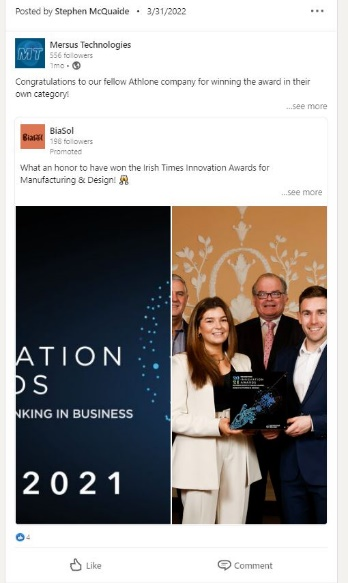 Posted by Stephen McQuaide • 3/31/2022
MT
Mersus Technologies
556 followers
1mo •
Congratulations to our fellow Athlone company for winning the award in their
own category!
...see more
BiaSol
BiaSol
198 followers
Promoted
What an honor to have won the Irish Times Innovation Awards for
Manufacturing & Design! 🥂
...see more
ATION
DS
NKING IN BUSINESS
2021
INNOVATION
AWARDS
4
Like
Comment